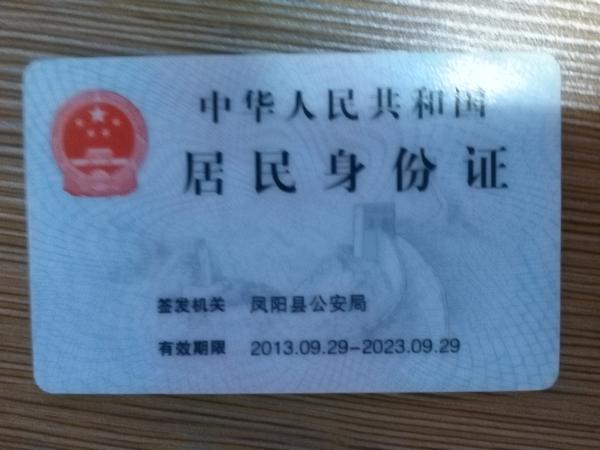 中华人民共和国
居民身份证
签发机关 凤阳县公安局
有效期限 2013.09.29-2023.09.29